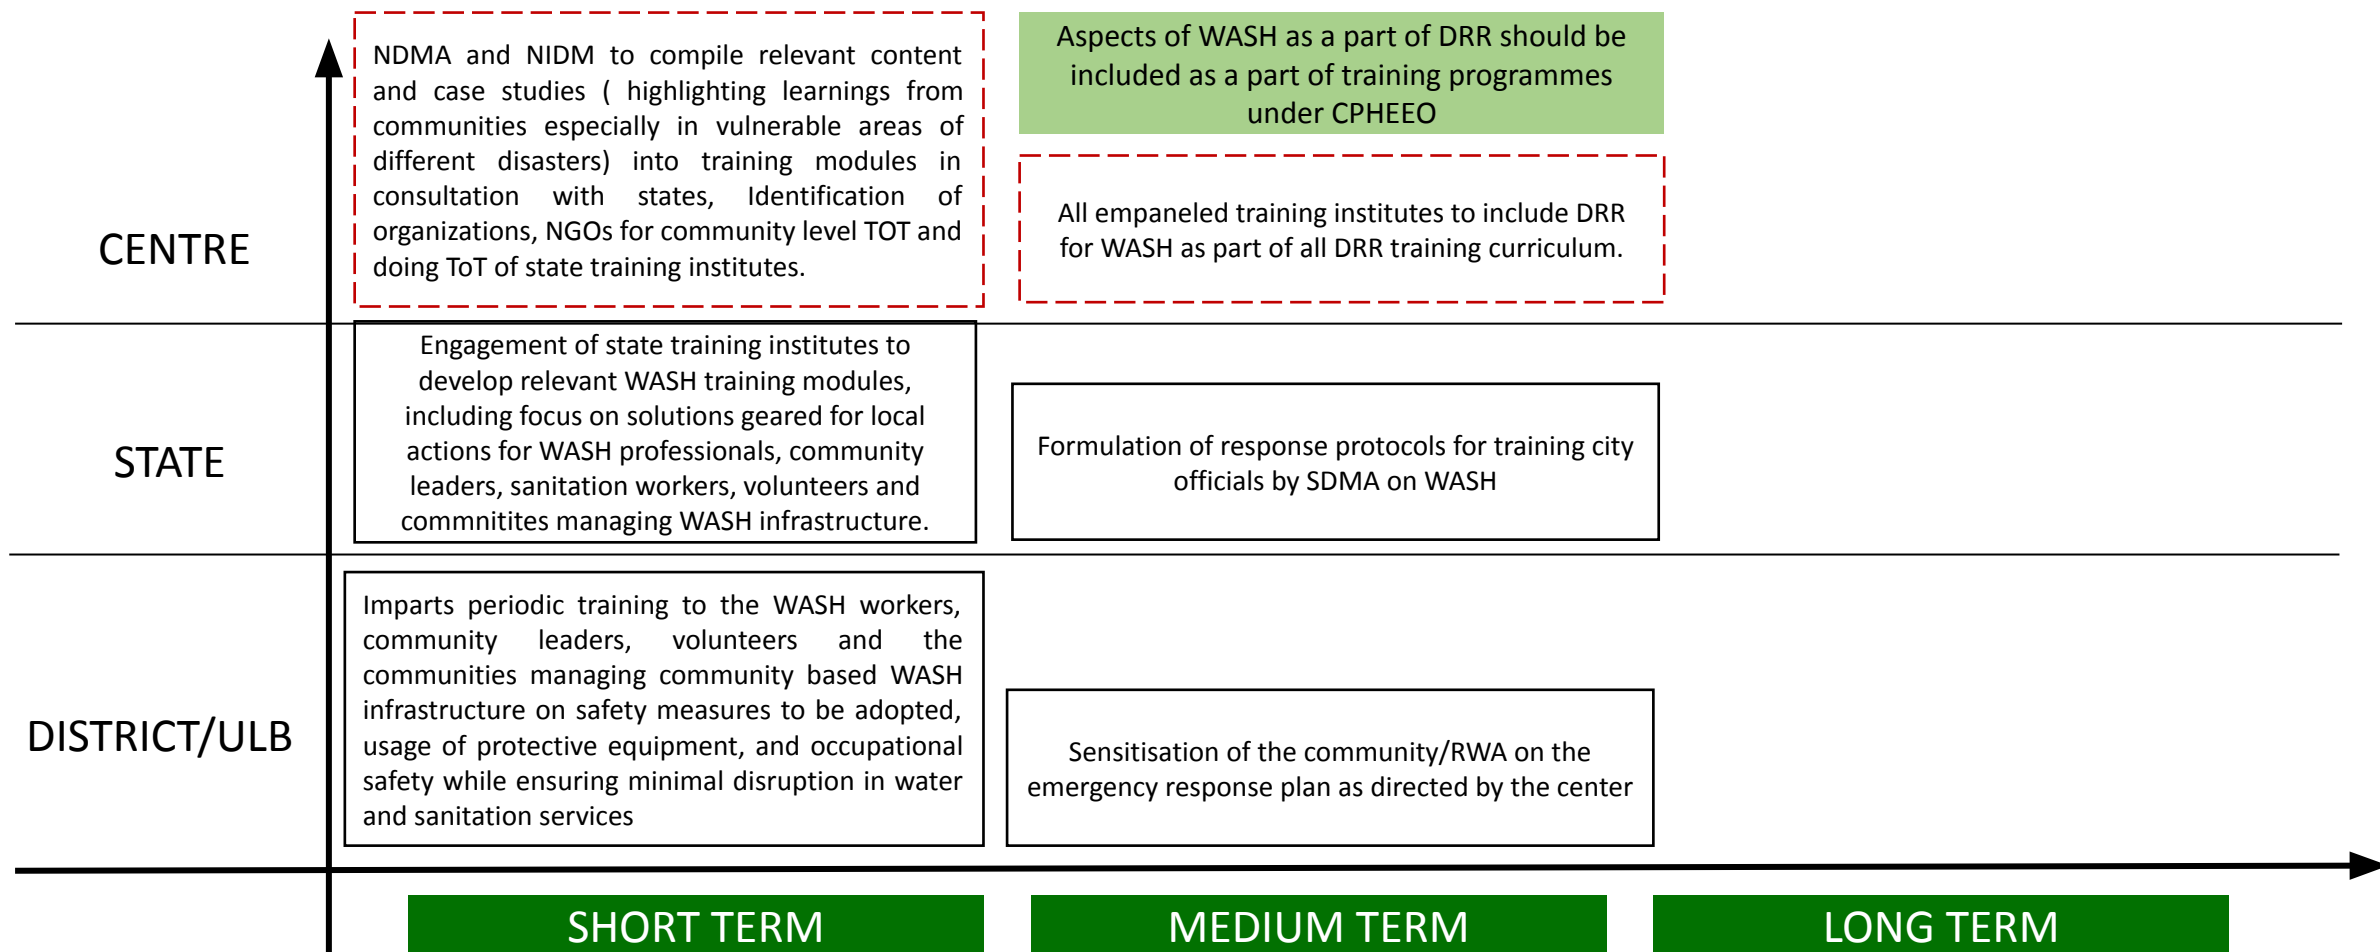 NDMA and NIDM to compile relevant content
and case studies ( highlighting learnings from
communities especially in vulnerable areas of
different disasters) into training modules in
consultation with states, Identification of
organizations, NGOs for community level TOT and
doing ToT of state training institutes.
Aspects of WASH as a part of DRR should be
included as a part of training programmes
under CPHEEO
All empaneled training institutes to include DRR
for WASH as part of all DRR training curriculum.
CENTRE
Engagement of state training institutes to
develop relevant WASH training modules,
including focus on solutions geared for local
actions for WASH professionals, community
leaders, sanitation workers, volunteers and
commnitites managing WASH infrastructure.
Formulation of response protocols for training city
officials by SDMA on WASH
STATE
Imparts periodic training to the WASH workers,
community leaders, volunteers and the
communities managing community based WASH
infrastructure on safety measures to be adopted,
usage of protective equipment, and occupational
safety while ensuring minimal disruption in water
and sanitation services
Sensitisation of the community/RWA on the
emergency response plan as directed by the center
DISTRICT/ULB
SHORT TERM
MEDIUM TERM
LONG TERM